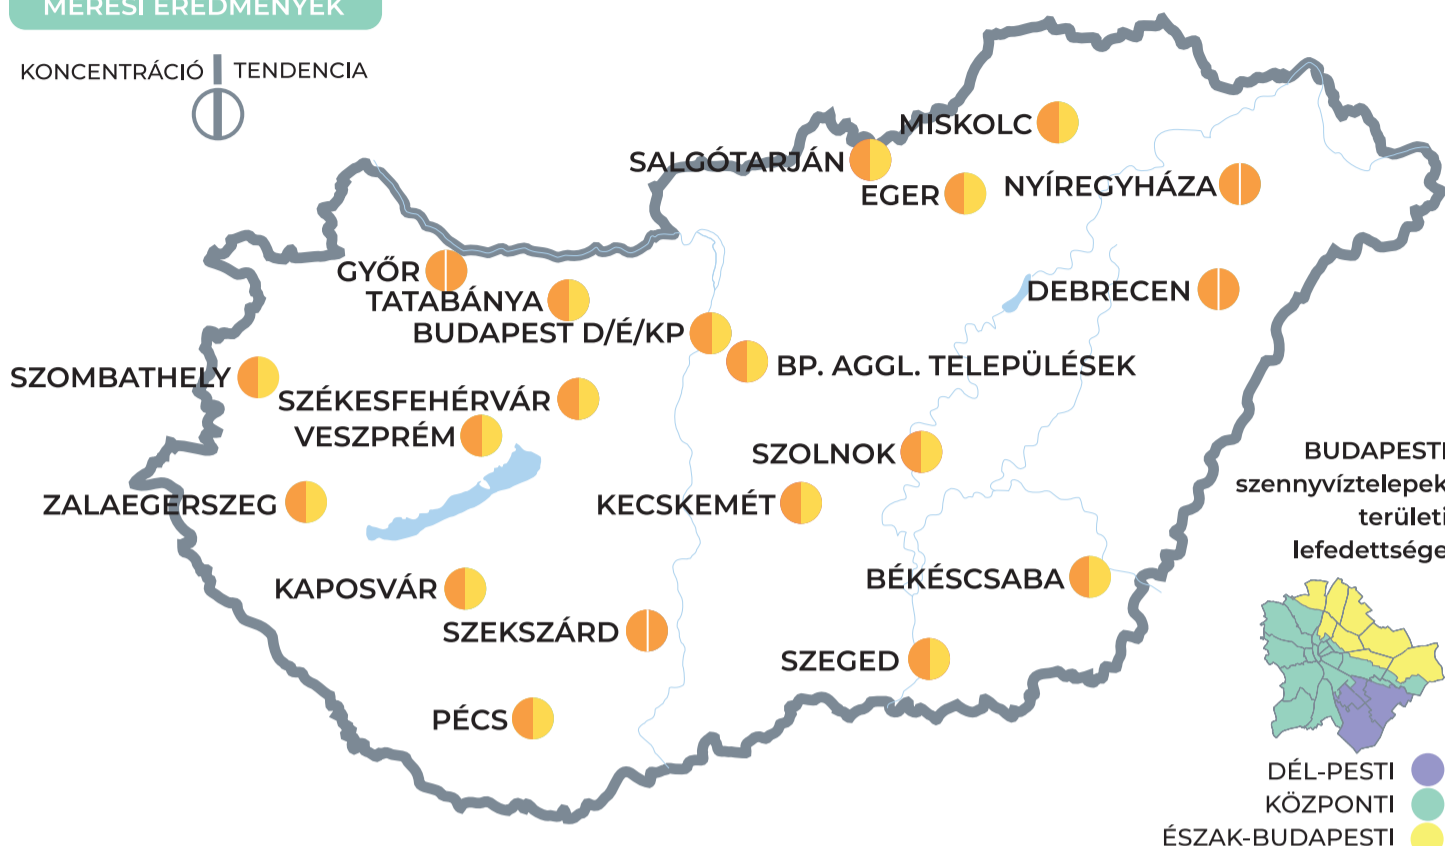 MÉRÉSI EREDMÉNYEK
KONCENTRÁCIÓ TENDENCIA
MISKOLC
SALGÓTARJÁN
EGER
NYÍREGYHÁZA
GYŐR
TATABÁNYA
DEBRECEN
BUDAPEST D/É/KP
BP. AGGL. TELEPÜLÉSEK
SZOMBATHELY
SZÉKESFEHÉRVÁR
VESZPRÉM
SZOLNOK
ZALAEGERSZEG
KECSKEMÉT
BUDAPESTI
szennyvíztelepek
területi
lefedettsége
KAPOSVÁR
BÉKÉSCSABA
SZEKSZÁRD
SZEGED
PÉCS
DÉL-PESTI
KÖZPONTI
ÉSZAK-BUDAPESTI